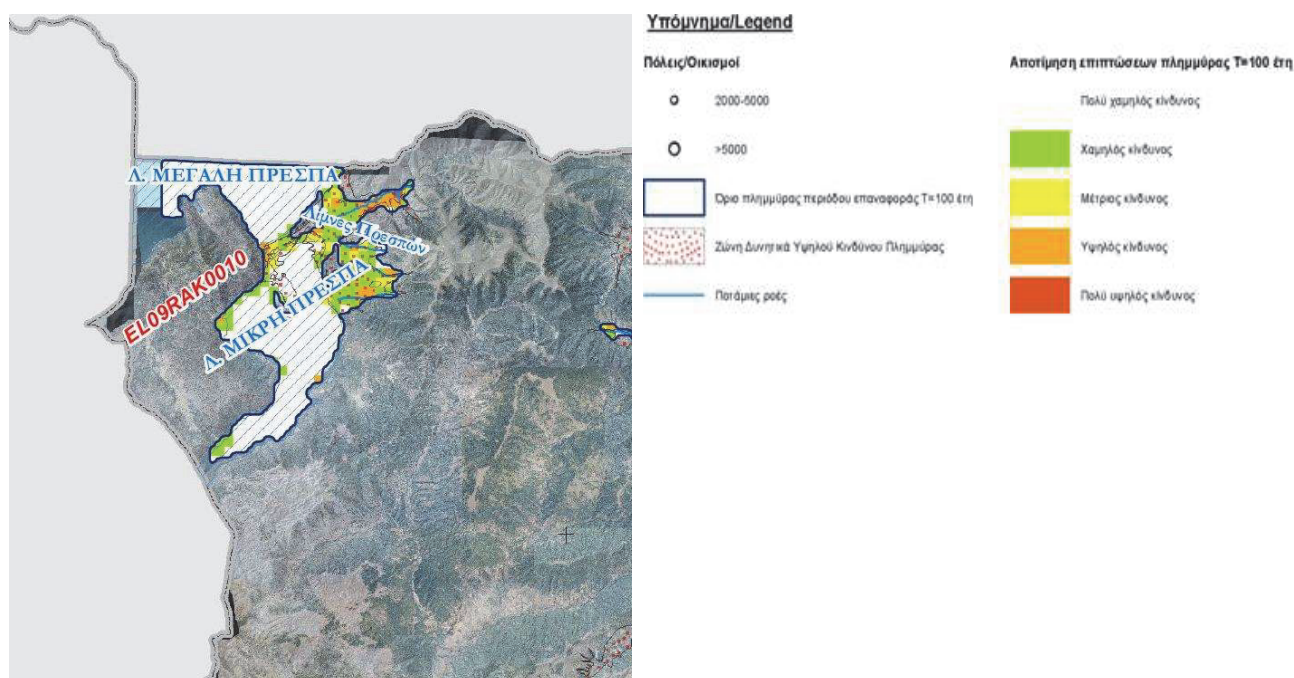 Λ. ΜΕΓΑΛΗ ΠΡΕΣΠΑ
Λίμνες Πρεσπών
EL09RAK0010
Λ. ΜΙΚΡΗ ΠΡΕΣΠΑ
Υπόμνημα/Legend
Πόλεις/Οικισμοί
2000-5000
>5000
Όριο πλημμύρας περιόδου επαναφοράς T=100 έτη
Ζώνη Δυνητικά Υψηλού Κινδύνου Πλημμύρας
Ποτάμιες ροές
Αποτίμηση επιπτώσεων πλημμύρας T=100 έτη
Πολύ χαμηλός κίνδυνος
Χαμηλός κίνδυνος
Μέτριος κίνδυνος
Υψηλός κίνδυνος
Πολύ υψηλός κίνδυνος